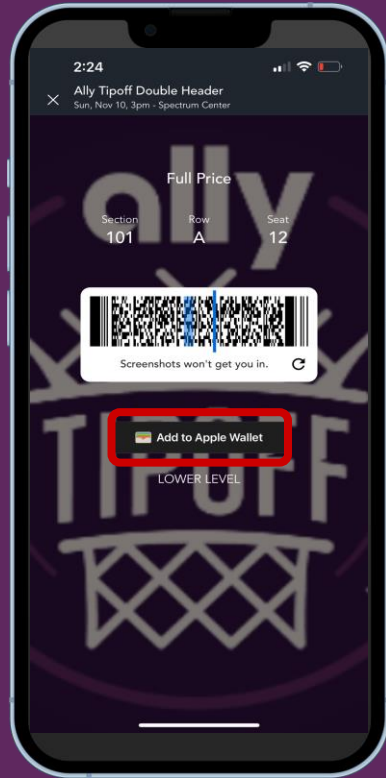 2:24
Ally Tipoff Double Header
Sun, Nov 10, 3pm - Spectrum Center
ally
Full Price
Section Row Seat
101 A 12
Screenshots won't get you in.
Add to Apple Wallet
TIPOFF
LOWER LEVEL